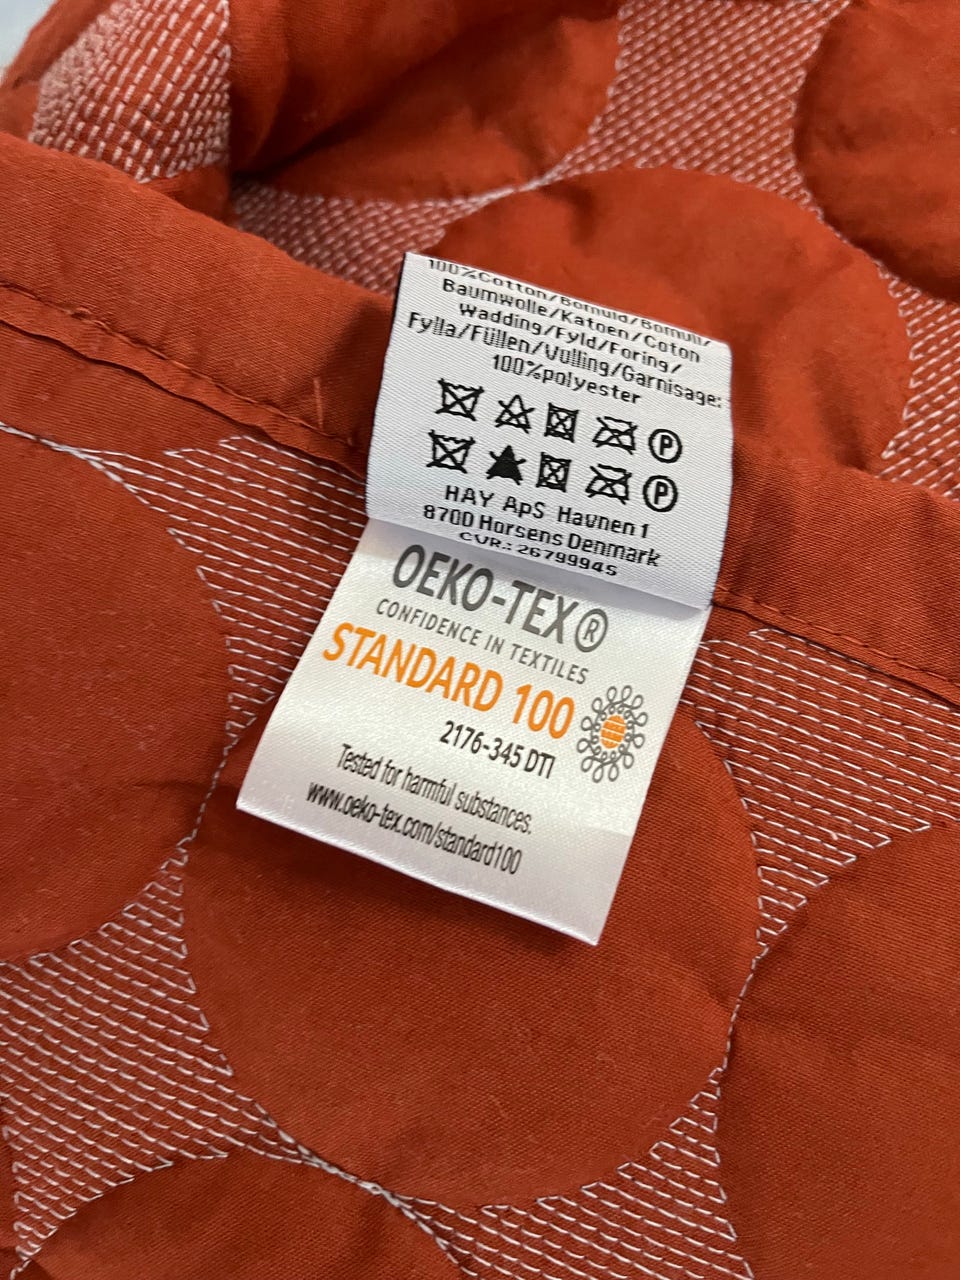 100%Cotton/Bomuld/Bomull/
Baumwolle/Katoen/Coton
Wadding/Fyld/Foring/
Fylla/Füllen/Vulling/Garnisage:
100%polyester
P
P
HAY ApS Havnen 1
8700 Horsens Denmark
CVR.: 26799945
OEKO-TEX®
CONFIDENCE IN TEXTILES
STANDARD 100
2176-345 DTI
Tested for harmful substances.
www.oeko-tex.com/standard100